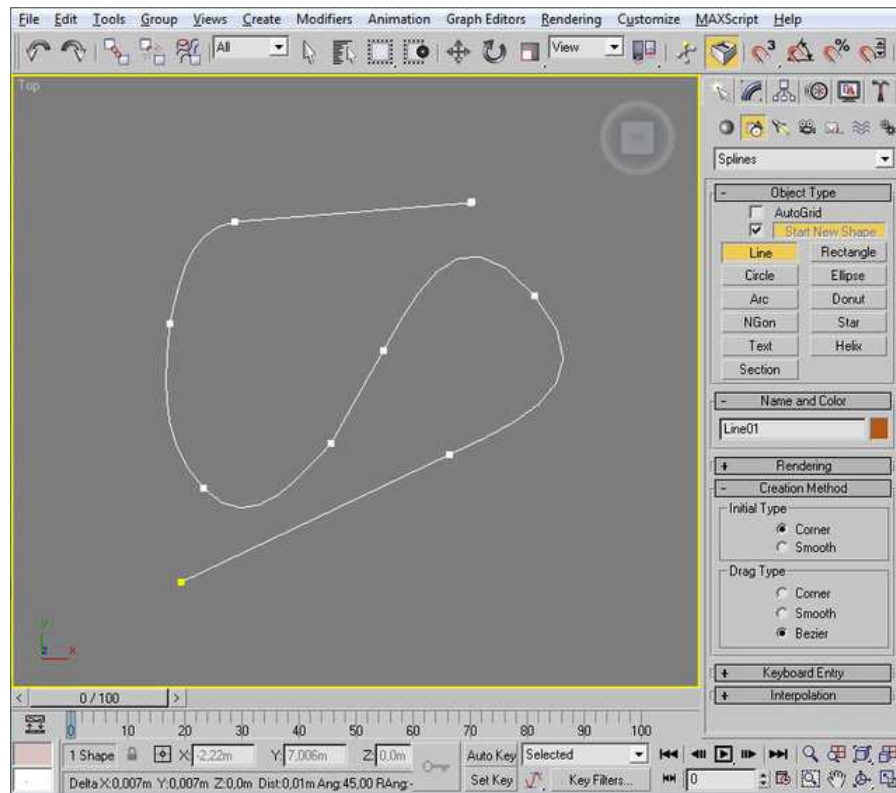 File Edit Tools Group Views Create Modifiers Animation Graph Editors Rendering Customize MAXScript Help
All View 3 %
Top
Splines
- Object Type
AutoGrid
Start New Shape
Line Rectangle
Circle Ellipse
Arc Donut
NGon Star
Text Helix
Section
- Name and Color
Line01
+ Rendering
- Creation Method
Initial Type
Corner
Smooth
Drag Type
Corner
Smooth
Bezier
+ Keyboard Entry
+ Interpolation
y
z x
< 0 / 100 >
0 10 20 30 40 50 60 70 80 90 100
1 Shape X: -2,22m Y: 7,006m Z: 0,0m Auto Key Selected
Delta X:0,007m Y:0,007m Z:0,0m Dist:0,01m Ang:45,00 RAng:- Set Key Key Filters... 0